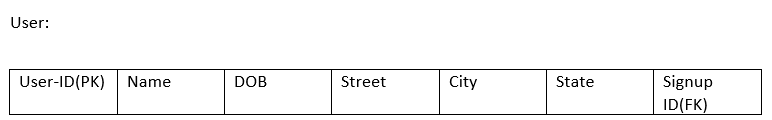 User:
User-ID(PK) Name DOB Street City State Signup
ID(FK)